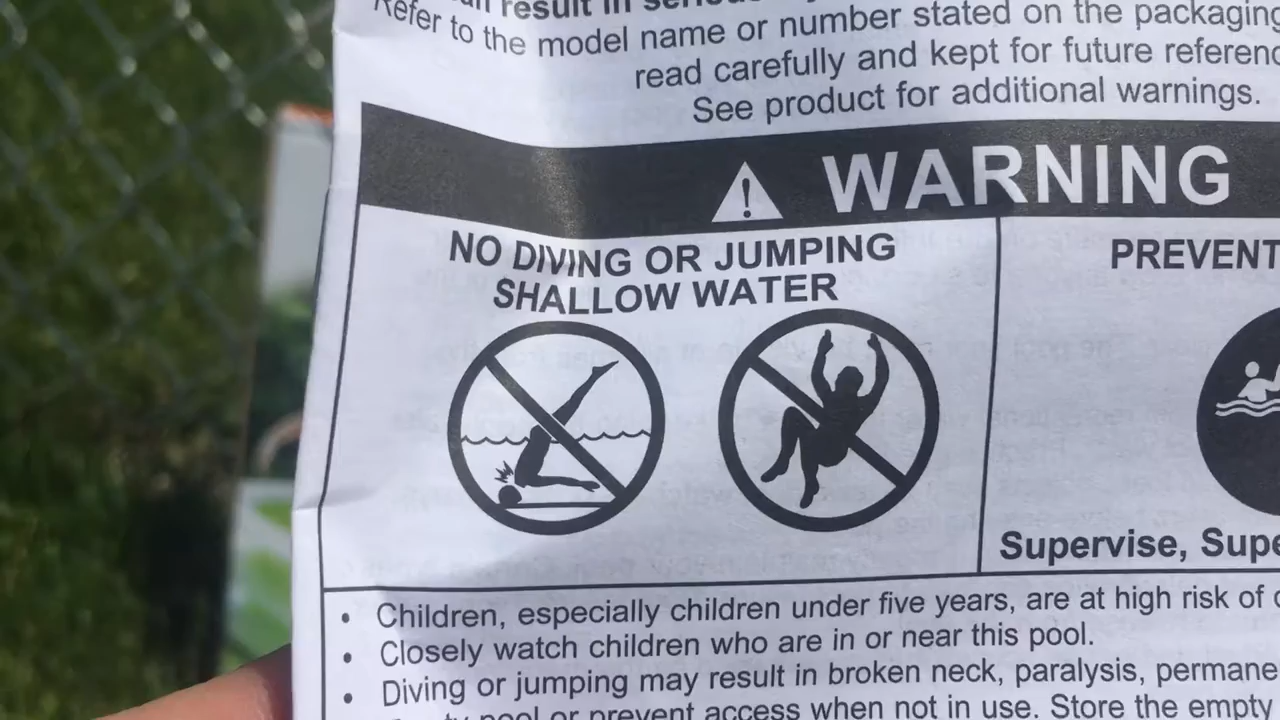 result in
Refer to the model name or number stated on the packaging
read carefully and kept for future
See product for additional warnings.
WARNING
NO DIVING OR JUMPING
SHALLOW WATER
PREVENT
Supervise,
• Children, especially children under five years, are at high risk of
• Closely watch children who are in or near this pool.
• Diving or jumping may result in broken neck, paralysis,
pool or prevent access when not in use. Store the empty